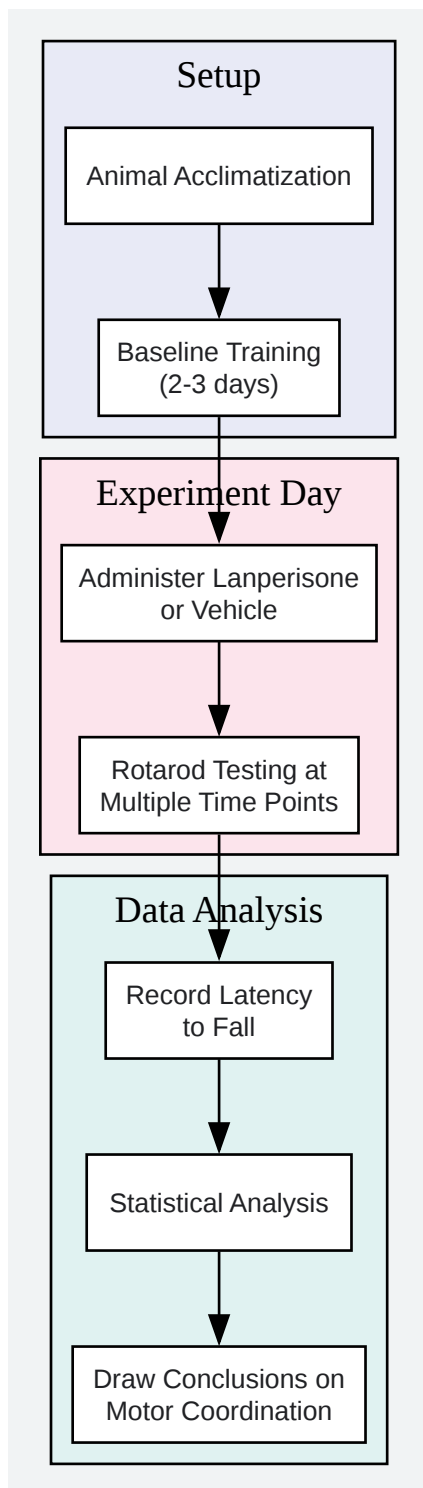 Setup
Animal Acclimatization
Baseline Training
(2-3 days)
Experiment Day
Administer Lanperisone
or Vehicle
Rotarod Testing at
Multiple Time Points
Data Analysis
Record Latency
to Fall
Statistical Analysis
Draw Conclusions on
Motor Coordination